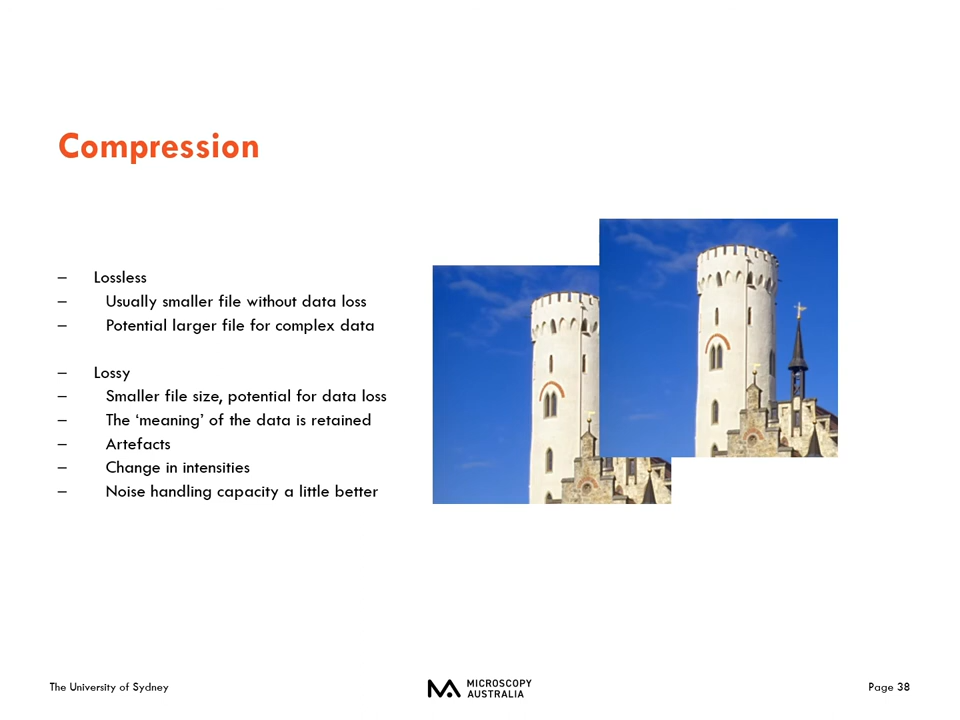 Compression
– Lossless
– Usually smaller file without data loss
– Potential larger file for complex data
– Lossy
– Smaller file size, potential for data loss
– The ‘meaning’ of the data is retained
– Artefacts
– Change in intensities
– Noise handling capacity a little better
The University of Sydney
MICROSCOPY
AUSTRALIA
Page 38